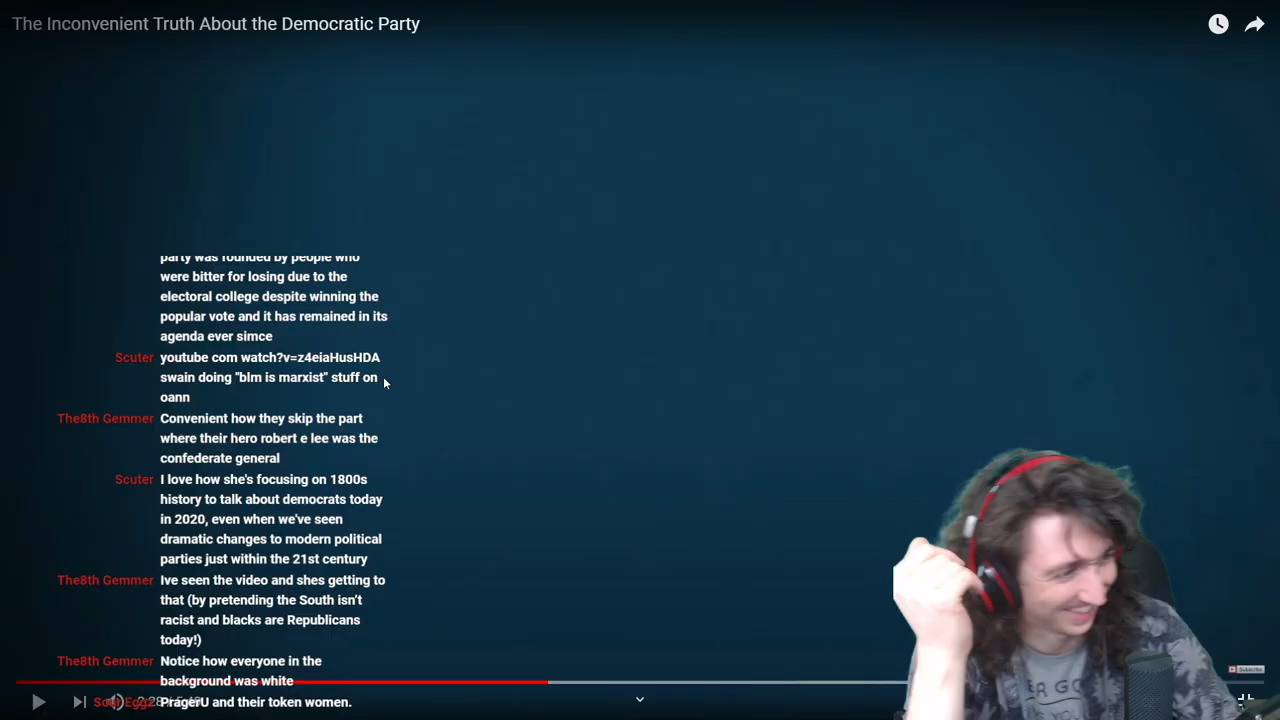 The Inconvenient Truth About the Democratic Party
party was founded by people who
were bitter for losing due to the
electoral college despite winning the
popular vote and it has remained in its
agenda ever simce
Scuter youtube com watch?v=z4eiaHusHDA
swain doing "blm is marxist" stuff on
oann
The8th Gemmer Convenient how they skip the part
where their hero robert e lee was the
confederate general
Scuter I love how she's focusing on 1800s
history to talk about democrats today
in 2020, even when we've seen
dramatic changes to modern political
parties just within the 21st century
The8th Gemmer Ive seen the video and shes getting to
that (by pretending the South isn't
racist and blacks are Republicans
today!)
The8th Gemmer Notice how everyone in the
background was white
PragerU and their token women.
Subscribe